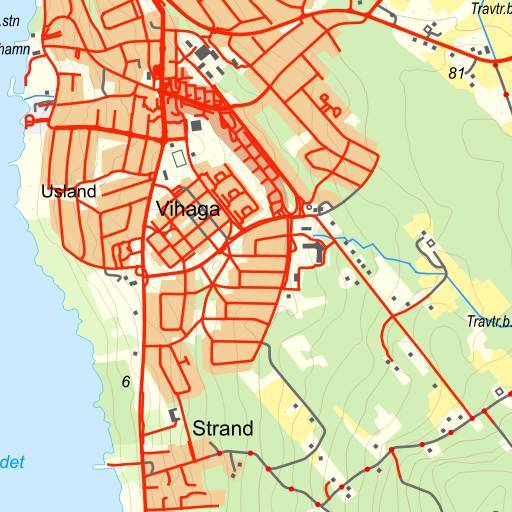 Travtr.b.
.stn
hamn
81
Usland
Vihaga
Travtr.b.
6
Strand
det